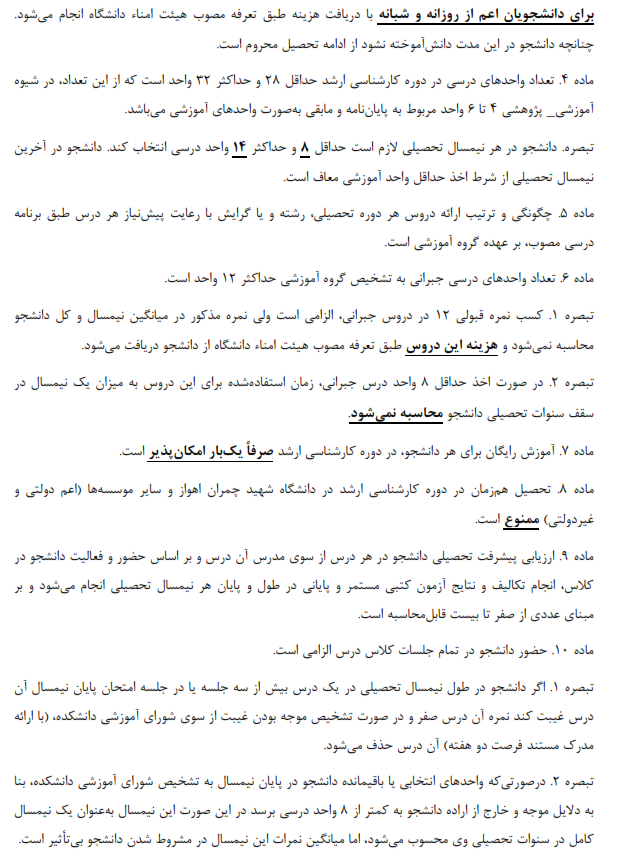 برای دانشجویان اعم از روزانه و شبانه با دریافت هزینه طبق تعرفه مصوب هیئت امناء دانشگاه انجام می‌شود.
چنانچه دانشجو در این مدت دانش‌آموخته نشود از ادامه تحصیل محروم است.
ماده ۴. تعداد واحدهای درسی در دوره کارشناسی ارشد حداقل ۲۸ و حداکثر ۳۲ واحد است که از این تعداد، در شیوه
آموزشی_ پژوهشی ۴ تا ۶ واحد مربوط به پایان‌نامه و مابقی به‌صورت واحدهای آموزشی می‌باشد.
تبصره. دانشجو در هر نیمسال تحصیلی لازم است حداقل ۸ و حداکثر ۱۴ واحد درسی انتخاب کند. دانشجو در آخرین
نیمسال تحصیلی از شرط اخذ حداقل واحد آموزشی معاف است.
ماده ۵. چگونگی و ترتیب ارائه دروس هر دوره تحصیلی، رشته و یا گرایش با رعایت پیش‌نیاز هر درس طبق برنامه
درسی مصوب، بر عهده گروه آموزشی است.
ماده ۶. تعداد واحدهای درسی جبرانی به تشخیص گروه آموزشی حداکثر ۱۲ واحد است.
تبصره ۱. کسب نمره قبولی ۱۲ در دروس جبرانی، الزامی است ولی نمره مذکور در میانگین نیمسال و کل دانشجو
محاسبه نمی‌شود و هزینه این دروس طبق تعرفه مصوب هیئت امناء دانشگاه از دانشجو دریافت می‌شود.
تبصره ۲. در صورت اخذ حداقل ۸ واحد درس جبرانی، زمان استفاده‌شده برای این دروس به میزان یک نیمسال در
سقف سنوات تحصیلی دانشجو محاسبه نمی‌شود.
ماده ۷. آموزش رایگان برای هر دانشجو، در دوره کارشناسی ارشد صرفاً یک‌بار امکان‌پذیر است.
ماده ۸. تحصیل هم‌زمان در دوره کارشناسی ارشد در دانشگاه شهید چمران اهواز و سایر موسسه‌ها (اعم دولتی و
غیردولتی) ممنوع است.
ماده ۹. ارزیابی پیشرفت تحصیلی دانشجو در هر درس از سوی مدرس آن درس و بر اساس حضور و فعالیت دانشجو در
کلاس، انجام تکالیف و نتایج آزمون کتبی مستمر و پایانی در طول و پایان هر نیمسال تحصیلی انجام می‌شود و بر
مبنای عددی از صفر تا بیست قابل‌محاسبه است.
ماده ۱۰. حضور دانشجو در تمام جلسات کلاس درس الزامی است.
تبصره ۱. اگر دانشجو در طول نیمسال تحصیلی در یک درس بیش از سه جلسه یا در جلسه امتحان پایان نیمسال آن
درس غیبت کند نمره آن درس صفر و در صورت تشخیص موجه بودن غیبت از سوی شورای آموزشی دانشکده، (با ارائه
مدرک مستند فرصت دو هفته) آن درس حذف می‌شود.
تبصره ۲. درصورتی‌که واحدهای انتخابی یا باقیمانده دانشجو در پایان نیمسال به تشخیص شورای آموزشی دانشکده، بنا
به دلایل موجه و خارج از اراده دانشجو به کمتر از ۸ واحد درسی برسد در این صورت این نیمسال به‌عنوان یک نیمسال
کامل در سنوات تحصیلی وی محسوب می‌شود، اما میانگین نمرات این نیمسال در مشروط شدن دانشجو بی‌تأثیر است.